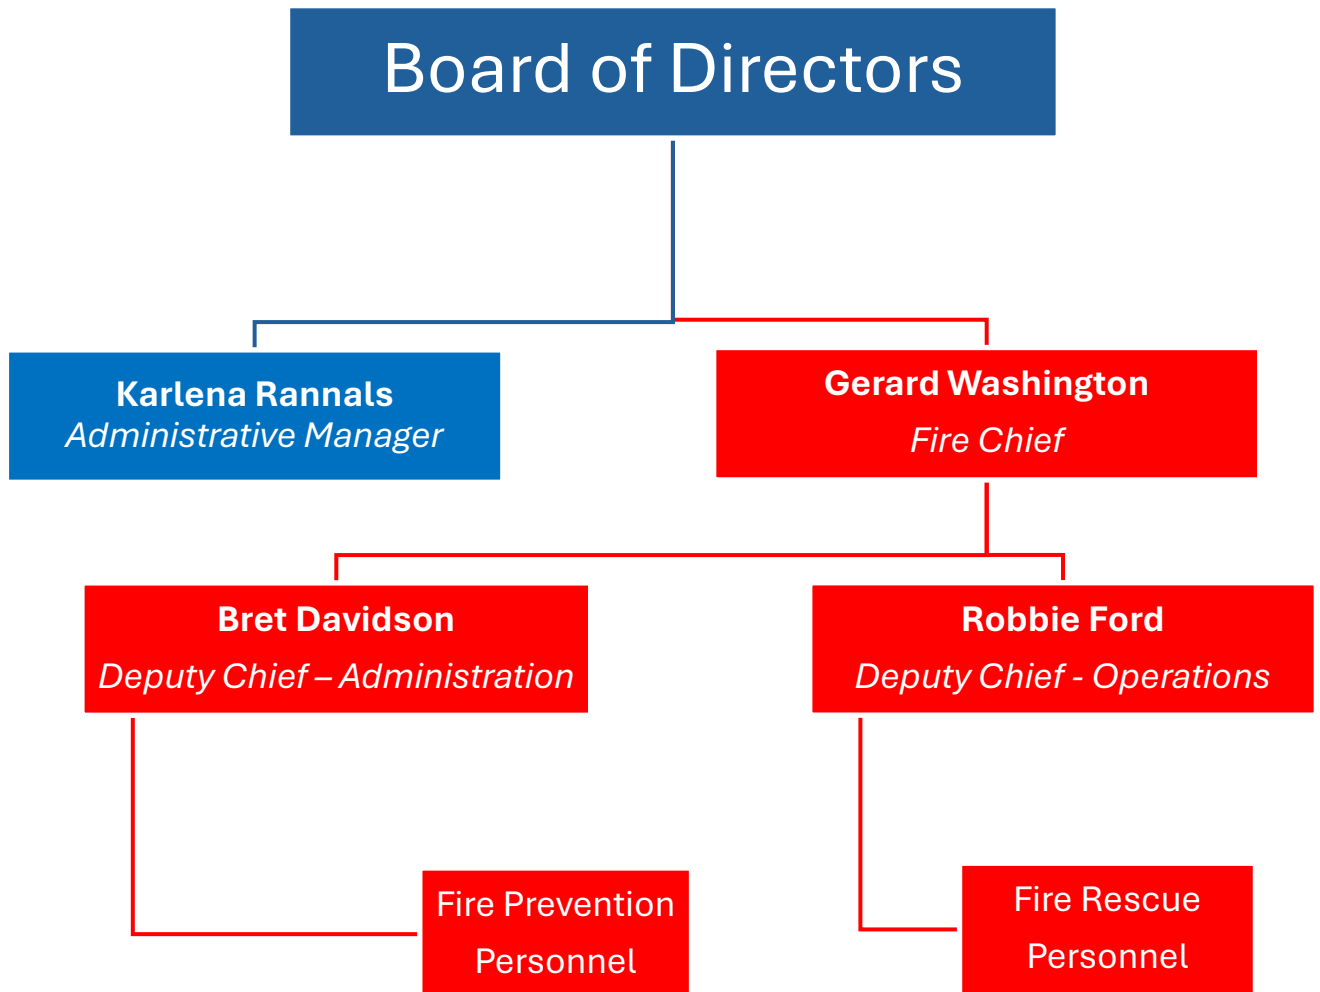 Board of Directors
Karlena Rannals
Administrative Manager
Gerard Washington
Fire Chief
Bret Davidson
Deputy Chief – Administration
Robbie Ford
Deputy Chief - Operations
Fire Prevention
Personnel
Fire Rescue
Personnel